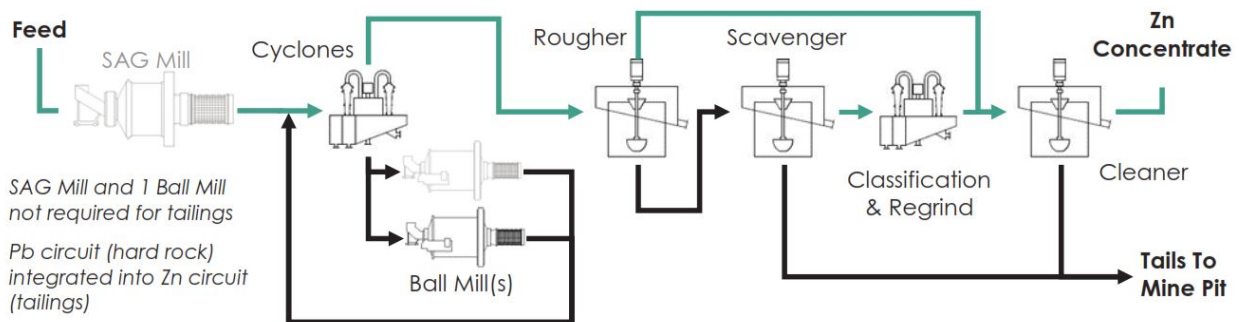 Feed
SAG Mill
Cyclones
Rougher
Scavenger
Zn
Concentrate
SAG Mill and 1 Ball Mill
not required for tailings
Pb circuit (hard rock)
integrated into Zn circuit
(tailings)
Ball Mill(s)
Classification
& Regrind
Cleaner
Tails To
Mine Pit